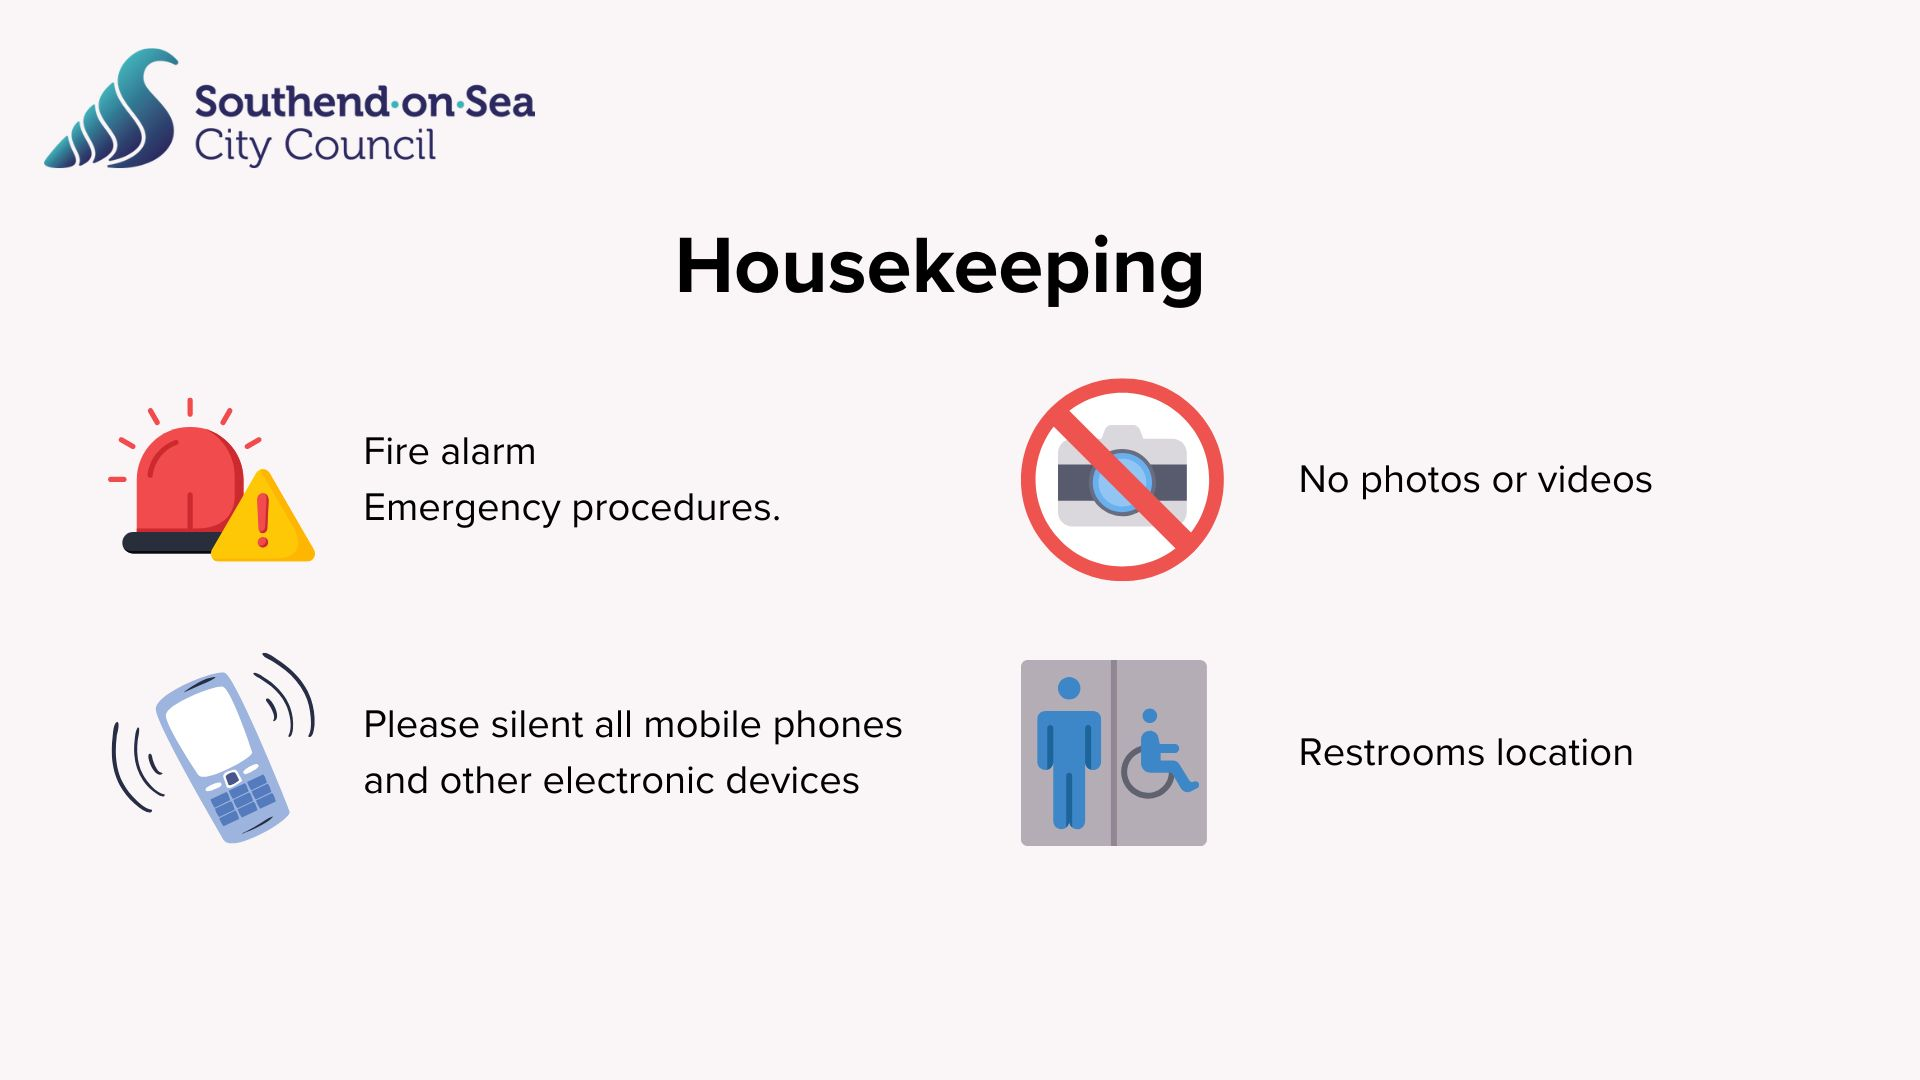 Southend·on·Sea
City Council
Housekeeping
Fire alarm
Emergency procedures.
No photos or videos
Please silent all mobile phones
and other electronic devices
Restrooms location